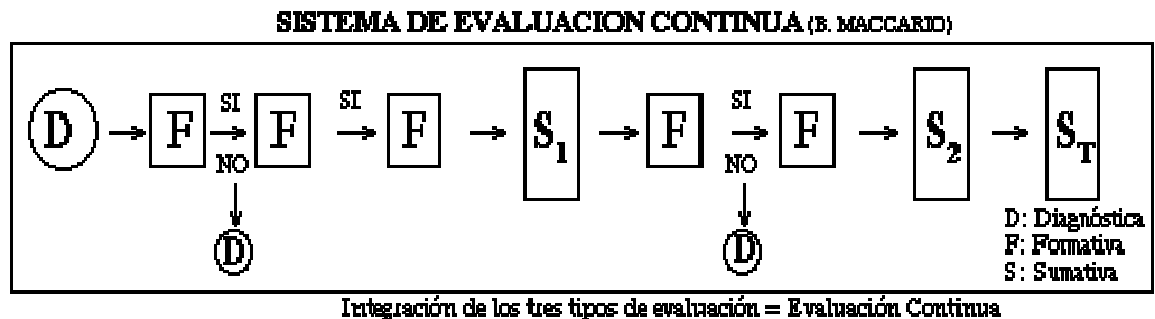 SISTEMA DE EVALUACION CONTINUA (B. MACCARIO)
SI SI SI
D F F F S1 F F S2 ST
NO NO
D D
D: Diagnóstica
F: Formativa
S: Sumativa
Integración de los tres tipos de evaluación = Evaluación Continua